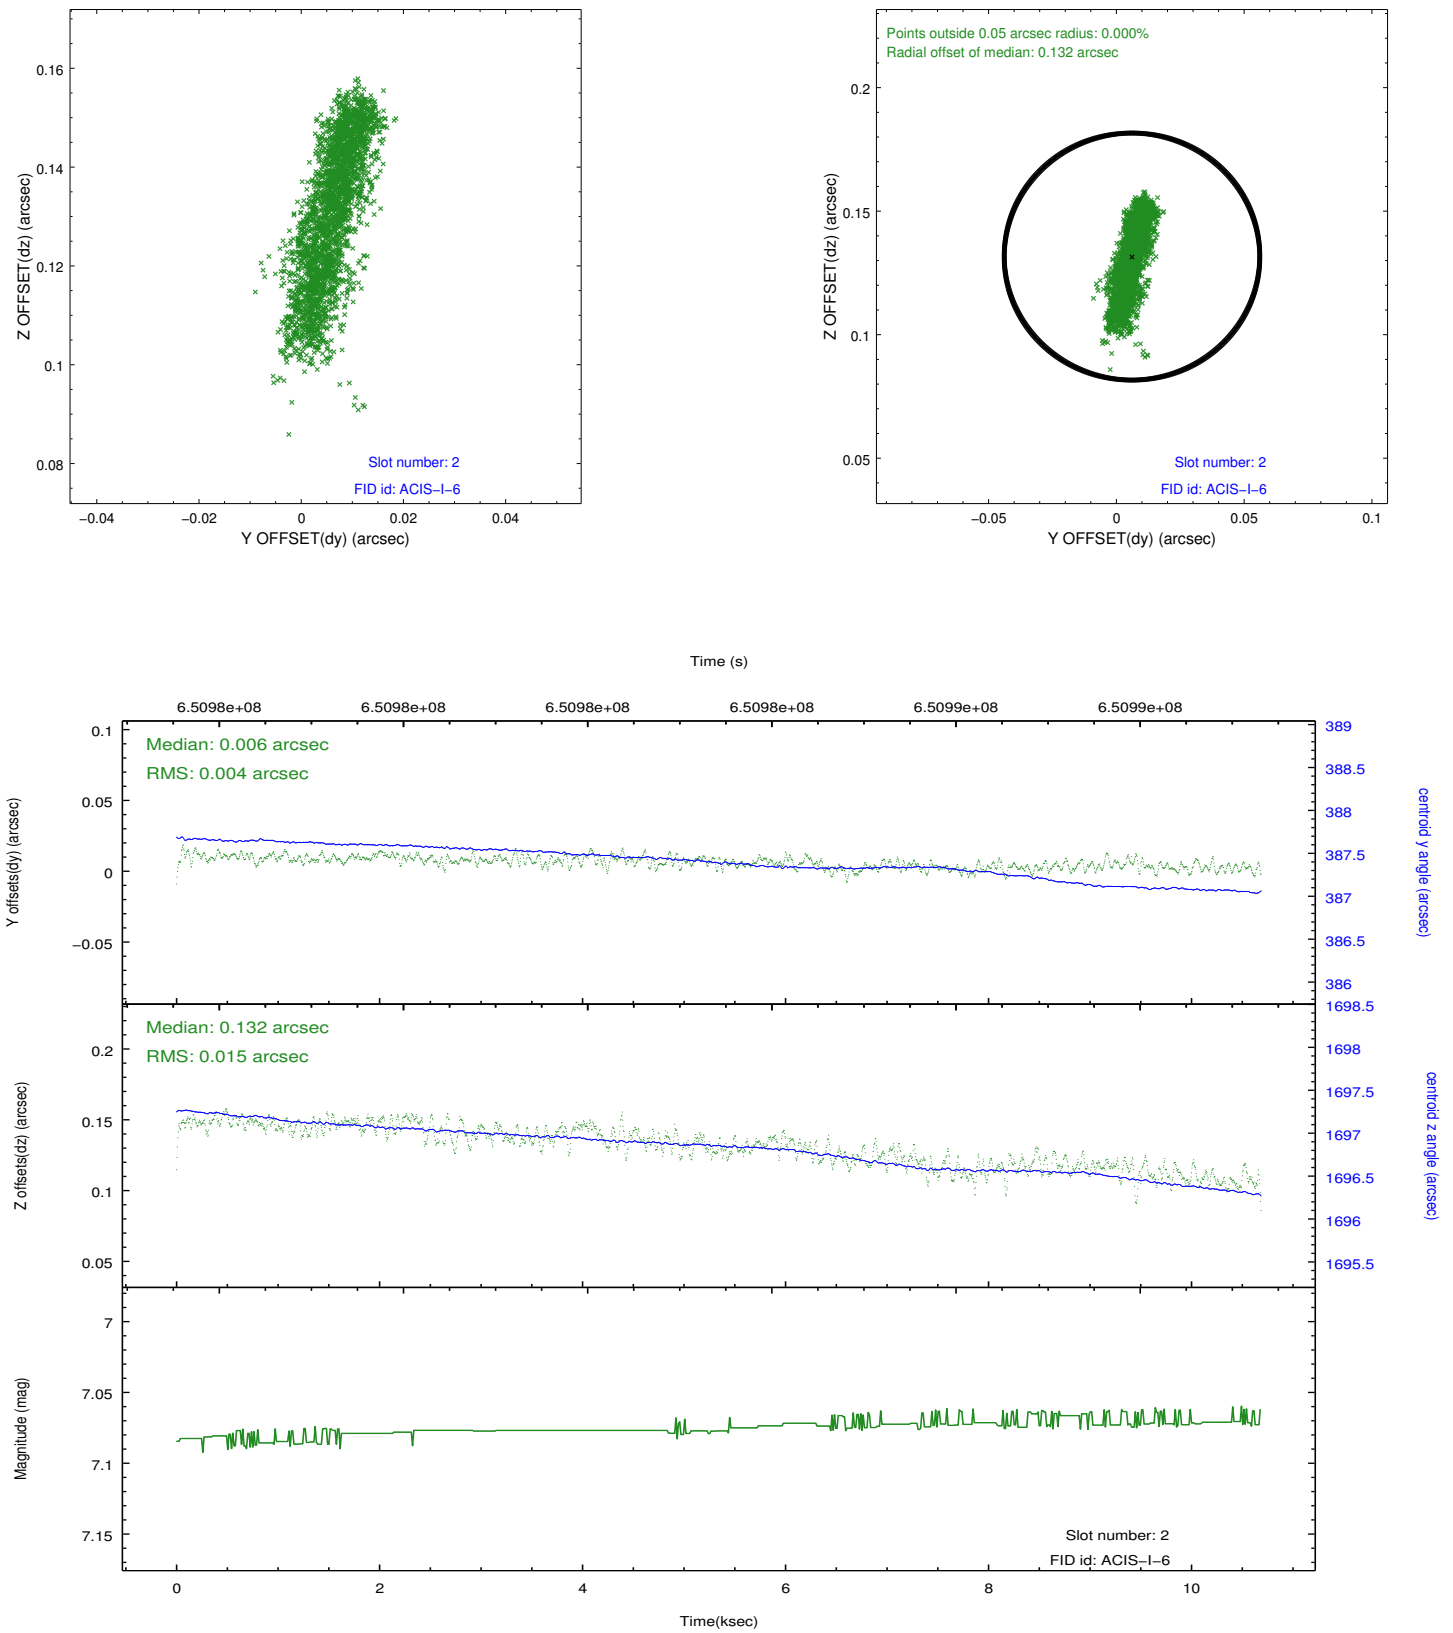 0.16
0.14
0.12
0.1
0.08
−0.04
−0.02
0
0.02
0.04
Z OFFSET(dz) (arcsec)
Y OFFSET(dy) (arcsec)
Slot number: 2
FID id: ACIS−I−6
Points outside 0.05 arcsec radius: 0.000%
Radial offset of median: 0.132 arcsec
0.2
0.15
0.1
0.05
−0.05
0
0.05
0.1
Z OFFSET(dz) (arcsec)
Y OFFSET(dy) (arcsec)
Slot number: 2
FID id: ACIS−I−6
Time (s)
6.5098e+08
6.5098e+08
6.5098e+08
6.5098e+08
6.5099e+08
6.5099e+08
Median: 0.006 arcsec
RMS: 0.004 arcsec
0.1
0.05
0
−0.05
Y offsets(dy) (arcsec)
389
388.5
388
387.5
387
386.5
386
centroid y angle (arcsec)
Median: 0.132 arcsec
RMS: 0.015 arcsec
0.2
0.15
0.1
0.05
Z offsets(dz) (arcsec)
1698.5
1698
1697.5
1697
1696.5
1696
1695.5
centroid z angle (arcsec)
7
7.05
7.1
7.15
Magnitude (mag)
Slot number: 2
FID id: ACIS−I−6
0
2
4
6
8
10
Time(ksec)